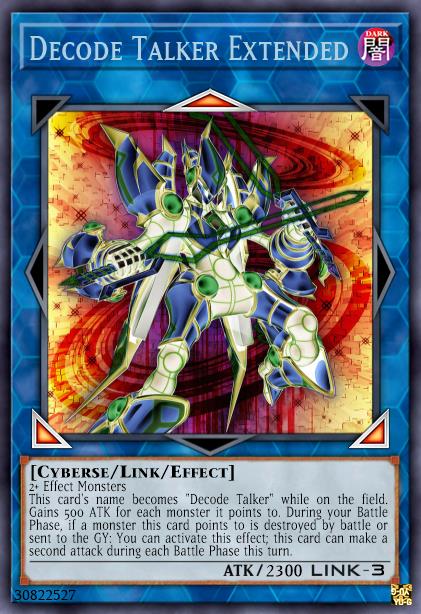 DECODE TALKER EXTENDED
DARK
闇
[CYBERSE/LINK/EFFECT]
2+ Effect Monsters
This card's name becomes "Decode Talker" while on the field.
Gains 500 ATK for each monster it points to. During your Battle
Phase, if a monster this card points to is destroyed by battle or
sent to the GY: You can activate this effect; this card can make a
second attack during each Battle Phase this turn.
ATK/2300 LINK-3
30822527